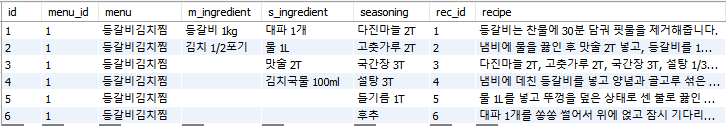 id menu_id menu m_ingredient s_ingredient seasoning rec_id recipe
1 1 등갈비김치찜 등갈비 1kg 대파 1개 다진마늘 2T 1 등갈비는 찬물에 30분 담궈 핏물을 제거해줍니다.
2 1 등갈비김치찜 김치 1/2포기 물 1L 고춧가루 2T 2 냄비에 물을 끓인 후 맛술 2T 넣고, 등갈비를 1...
3 1 등갈비김치찜 맛술 2T 국간장 3T 3 다진마늘 2T, 고춧가루 2T, 국간장 3T, 설탕 1/3...
4 1 등갈비김치찜 김치국물 100ml 설탕 3T 4 냄비에 데친 등갈비를 넣고 양념과 골고루 섞은 ...
5 1 등갈비김치찜 들기름 1T 5 물 1L를 넣고 뚜껑을 덮은 상태로 센 불로 끓인 ...
6 1 등갈비김치찜 후추 6 대파 1개를 쏭쏭 썰어서 위에 얹고 잠시 기다리...